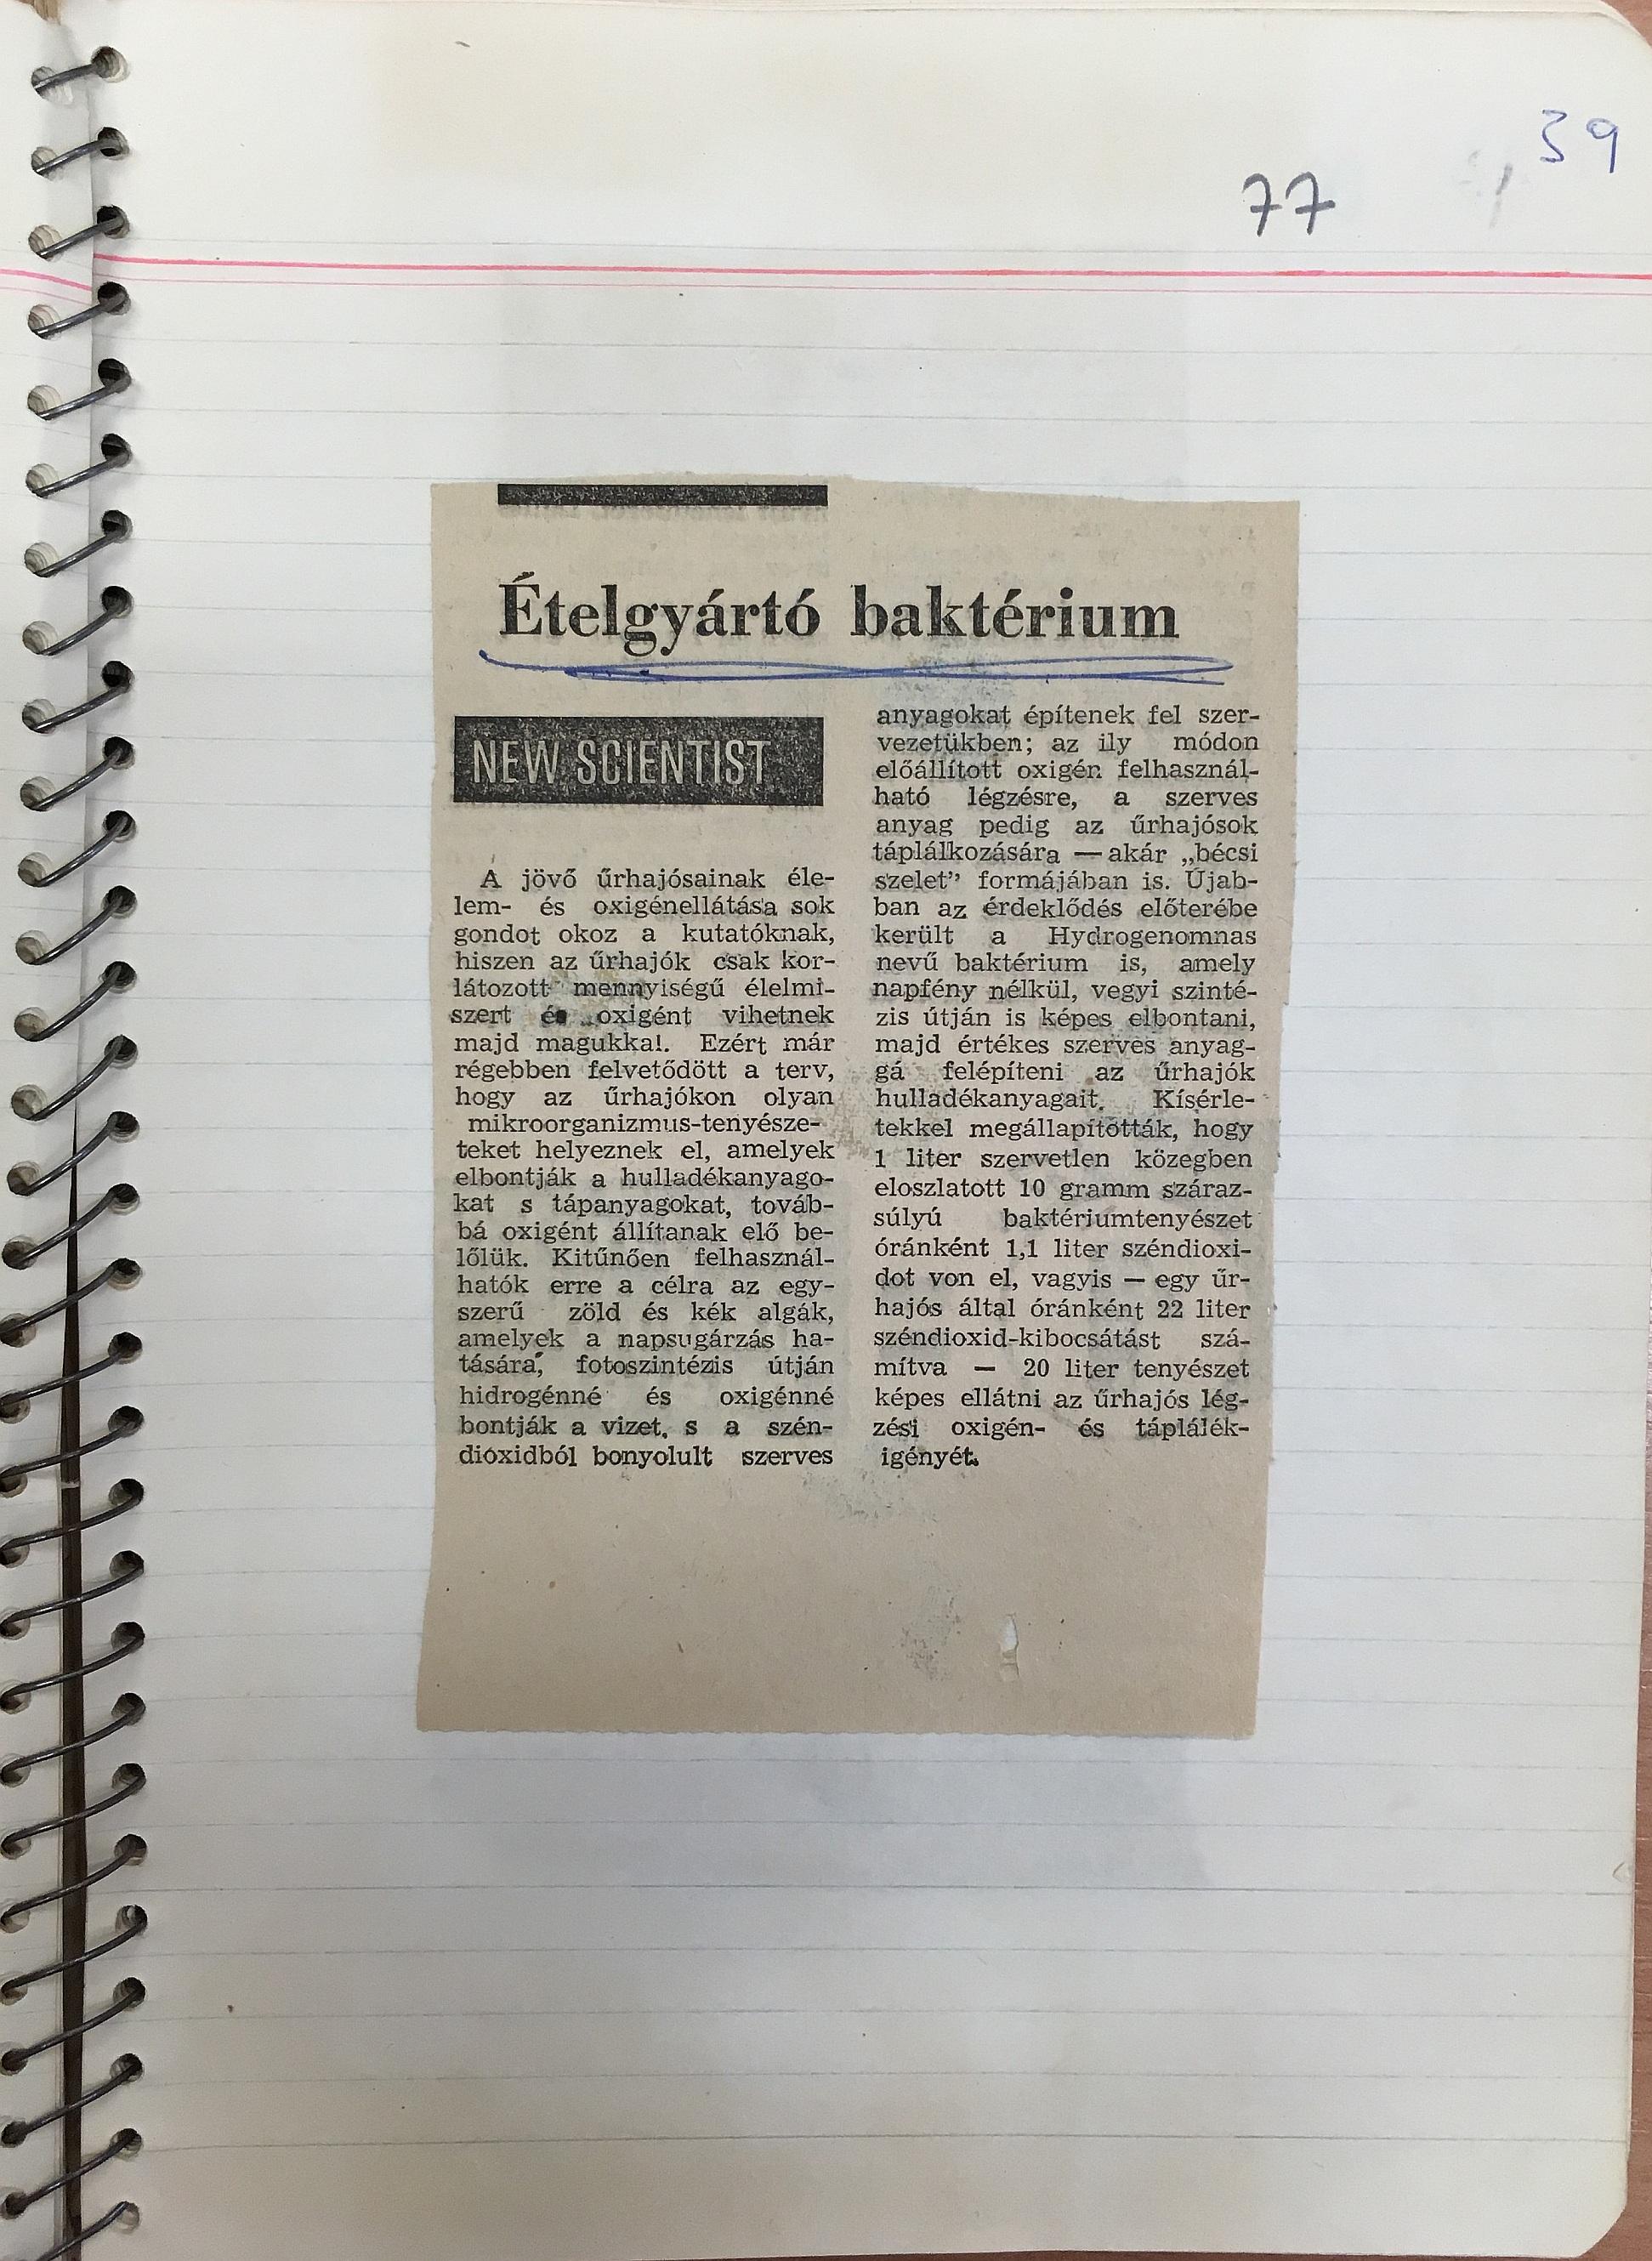 39
77
Ételgyártó baktérium
NEW SCIENTIST
A jövő űrhajósainak éle-
lem- és oxigénellátása sok
gondot okoz a kutatóknak,
hiszen az űrhajók csak kor-
látozott mennyiségű élelmi-
szert és oxigént vihetnek
majd magukkal. Ezért már
régebben felvetődött a terv,
hogy az űrhajókon olyan
mikroorganizmus-tenyésze-
teket helyeznek el, amelyek
elbontják a hulladékanyago-
kat s tápanyagokat, továb-
bá oxigént állítanak elő be-
lőlük. Kitűnően felhasznál-
hatók erre a célra az egy-
szerű zöld és kék algák,
amelyek a napsugárzás ha-
tására, fotoszintézis útján
hidrogénné és oxigénné
bontják a vizet, s a szén-
dióxidból bonyolult szerves
anyagokat építenek fel szer-
vezetükben; az ily módon
előállított oxigén felhasznál-
ható légzésre, a szerves
anyag pedig az űrhajósok
táplálkozására — akár „bécsi
szelet” formájában is. Újab-
ban az érdeklődés előterébe
került a Hydrogenomnas
nevű baktérium is, amely
napfény nélkül, vegyi szinté-
zis útján is képes elbontani,
majd értékes szerves anyag-
gá felépíteni az űrhajók
hulladékanyagait. Kísérle-
tekkel megállapították, hogy
1 liter szervetlen közegben
eloszlatott 10 gramm száraz-
súlyú baktériumtenyészet
óránként 1,1 liter széndioxi-
dot von el, vagyis — egy űr-
hajós által óránként 22 liter
széndioxid-kibocsátást szá-
mítva — 20 liter tenyészet
képes ellátni az űrhajós lég-
zési oxigén- és táplálék-
igényét.